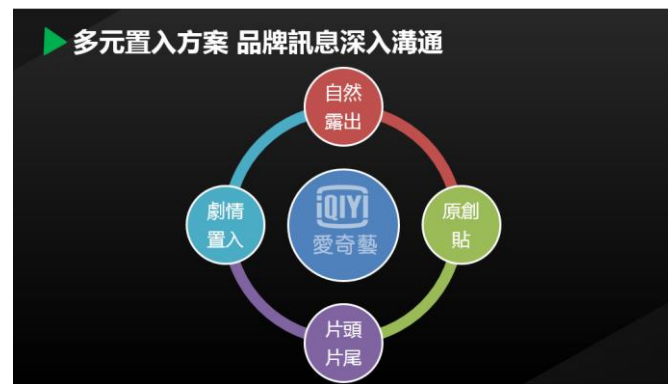 多元置入方案 品牌訊息深入溝通
自然
露出
劇情
置入
iQIYI
愛奇藝
原創
貼
片頭
片尾